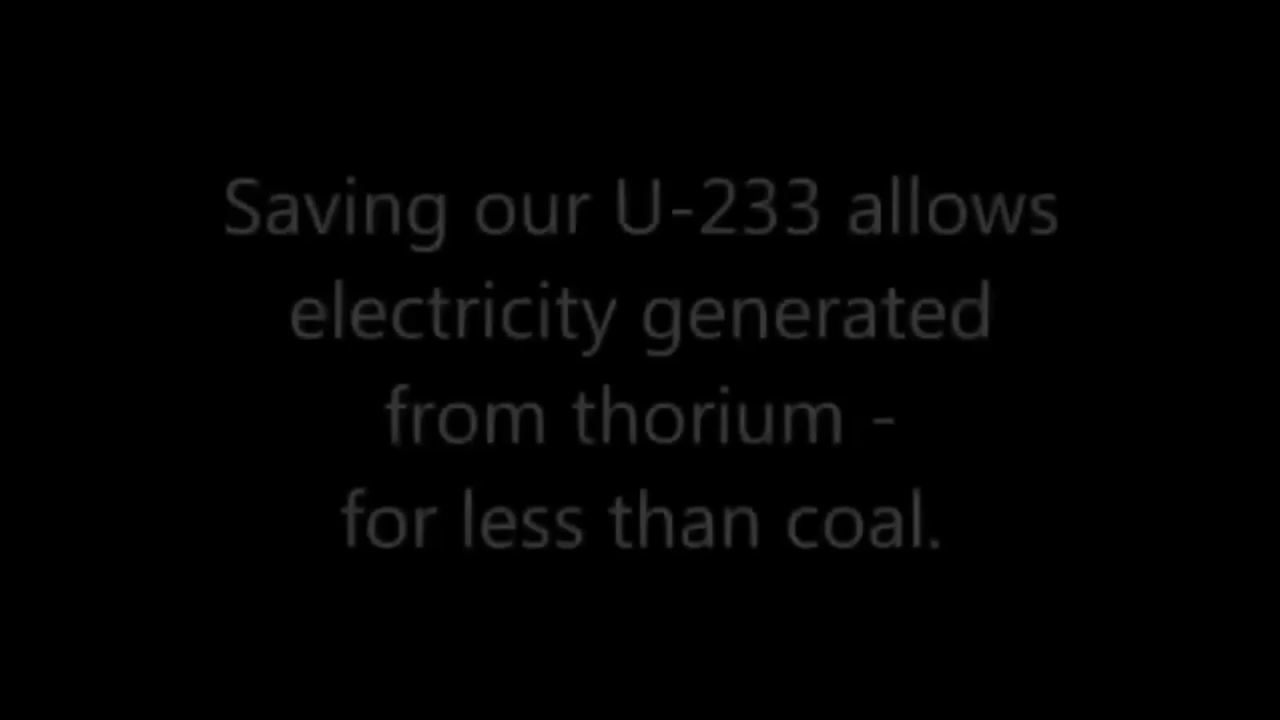 Saving our U-233 allows
electricity generated
from thorium -
for less than coal.